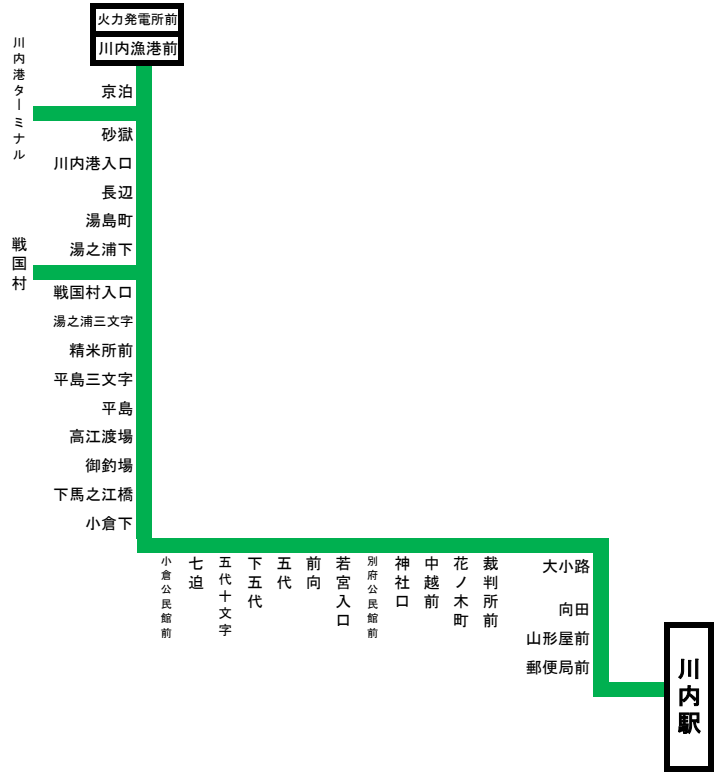 火力発電所前
川内漁港前
川内港ターミナル
京泊
砂獄
川内港入口
長辺
湯島町
湯之浦下
戦国村
戦国村入口
湯之浦三文字
精米所前
平島三文字
平島
高江渡場
御釣場
下馬之江橋
小倉下
小倉公民館前
七迫
五代十文字
下五代
五代
前向
若宮入口
別府公民館前
神社口
中越前
花ノ木町
裁判所前
大小路
向田
山形屋前
郵便局前
川内駅